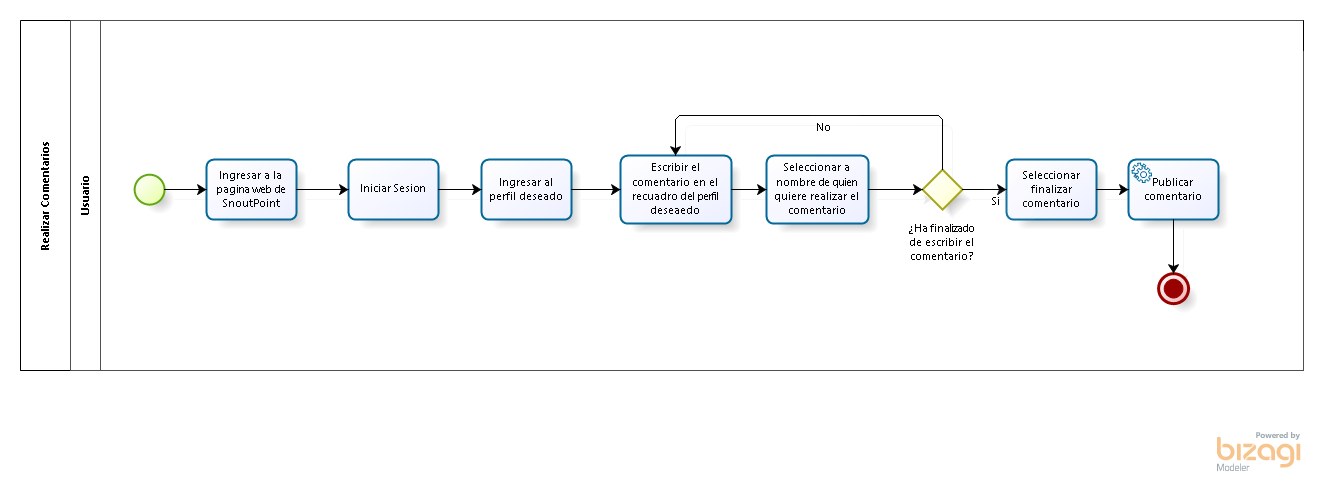 Realizar Comentarios
Usuario
Ingresar a la
pagina web de
SnoutPoint
Iniciar Sesion
Ingresar al
perfil deseado
Escribir el
comentario en el
recuadro del perfil
deseaedo
Seleccionar a
nombre de quien
quiere realizar el
comentario
No
¿Ha finalizado
de escribir el
comentario?
Si
Seleccionar
finalizar
comentario
Publicar
comentario
Powered by
bizagi
Modeler